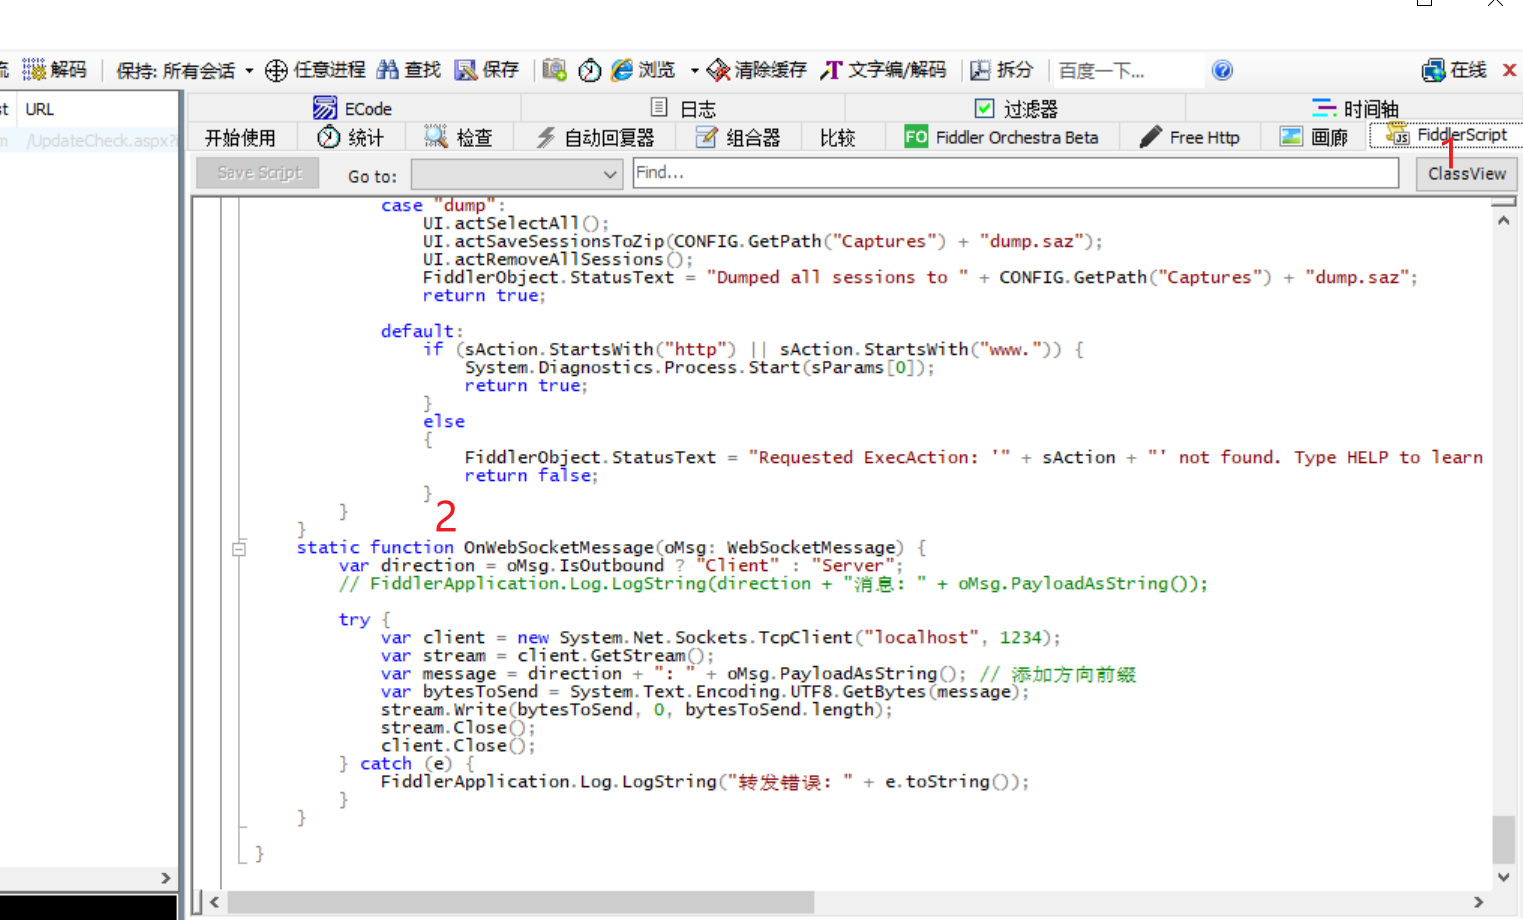 流 解码 保持: 所有会话 任意进程 查找 保存 浏览 清除缓存 文字编/解码 拆分 百度一下... 在线 x
st URL
ECode 日志 过滤器 时间轴
m /UpdateCheck.aspx?i
开始使用 统计 检查 自动回复器 组合器 比较 FO Fiddler Orchestra Beta Free Http 画廊 FiddlerScript
1
Save Script Go to: Find... ClassView
case "dump":
UI.actSelectAll();
UI.actSaveSessionsToZip(CONFIG.GetPath("Captures") + "dump.saz");
UI.actRemoveAllSessions();
FiddlerObject.StatusText = "Dumped all sessions to " + CONFIG.GetPath("Captures") + "dump.saz";
return true;
default:
if (sAction.StartsWith("http") || sAction.StartsWith("www.")) {
System.Diagnostics.Process.Start(sParams[0]);
return true;
}
else
{
FiddlerObject.StatusText = "Requested ExecAction: '" + sAction + "' not found. Type HELP to learn
return false;
}
}
2
}
static function OnWebSocketMessage(oMsg: WebSocketMessage) {
var direction = oMsg.IsOutbound ? "Client" : "Server";
// FiddlerApplication.Log.LogString(direction + "消息: " + oMsg.PayloadAsString());
try {
var client = new System.Net.Sockets.TcpClient("localhost", 1234);
var stream = client.GetStream();
var message = direction + ": " + oMsg.PayloadAsString(); // 添加方向前缀
var bytesToSend = System.Text.Encoding.UTF8.GetBytes(message);
stream.Write(bytesToSend, 0, bytesToSend.length);
stream.Close();
client.Close();
} catch (e) {
FiddlerApplication.Log.LogString("转发错误: " + e.toString());
}
}
}